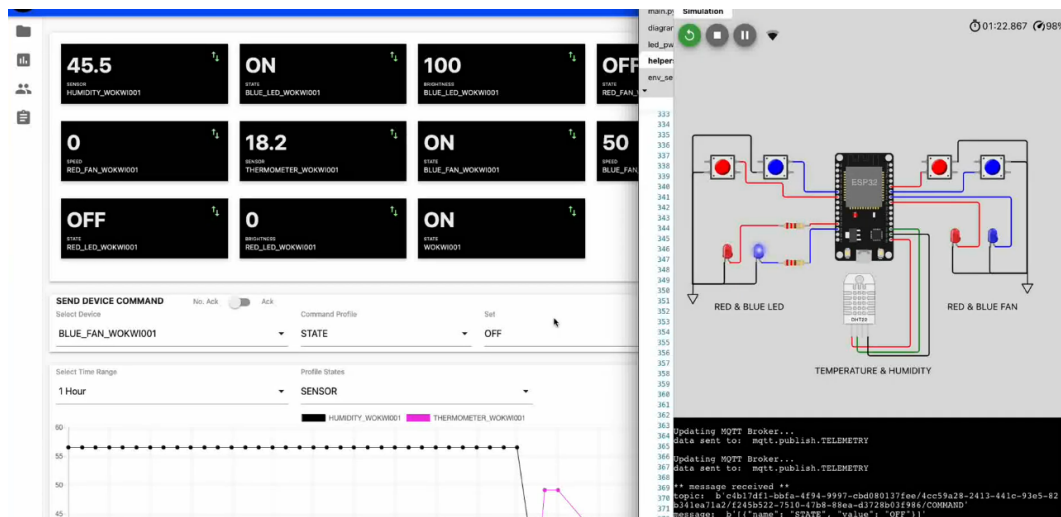 45.5
SENSOR
HUMIDITY_WOKWI001
ON
STATE
BLUE_LED_WOKWI001
100
BRIGHTNESS
BLUE_LED_WOKWI001
OFF
STATE
RED_FAN_
0
SPEED
RED_FAN_WOKWI001
18.2
SENSOR
THERMOMETER_WOKWI001
ON
STATE
BLUE_FAN_WOKWI001
50
SPEED
BLUE_FAN
OFF
STATE
RED_LED_WOKWI001
0
BRIGHTNESS
RED_LED_WOKWI001
ON
STATE
WOKWI001
SEND DEVICE COMMAND No. Ack Ack
Select Device Command Profile Set
BLUE_FAN_WOKWI001 STATE OFF
Select Time Range Profile States
1 Hour SENSOR
HUMIDITY_WOKWI001 THERMOMETER_WOKWI001
60
55
50
45
main.py Simulation
diagrar
led_pw
helper
env_se
01:22.867 98%
333
334
335
336
337
338
339
340
341
342
343
344
345
346
347
348
349
350
351
352
353
354
355
356
357
358
359
360
361
362
363
364
365
366
367
368
369
370
371
ESP32
RED & BLUE LED
RED & BLUE FAN
DHT22
TEMPERATURE & HUMIDITY
Updating MQTT Broker...
data sent to: mqtt.publish.TELEMETRY
Updating MQTT Broker...
data sent to: mqtt.publish.TELEMETRY
** message received **
topic: b'c4b17df1-bbfa-4f94-9997-cbd080137fee/4cc59a28-2413-441c-93e5-82
b341ea71a2/f245b522-7510-47b8-88ea-d3728b03f986/COMMAND'
message: b'[{"name": "STATE", "value": "OFF"}]'